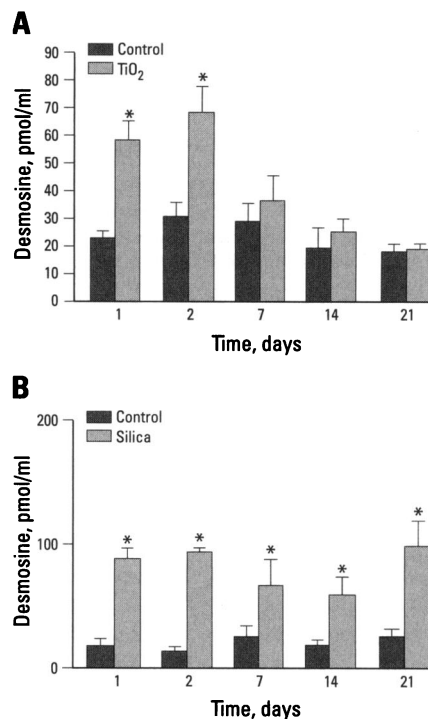 A
Control
TiO₂
Desmosine, pmol/ml
90
80
70
60
50
40
30
20
10
0
*
*
1 2 7 14 21
Time, days
B
Control
Silica
Desmosine, pmol/ml
200
100
0
* * * * *
1 2 7 14 21
Time, days